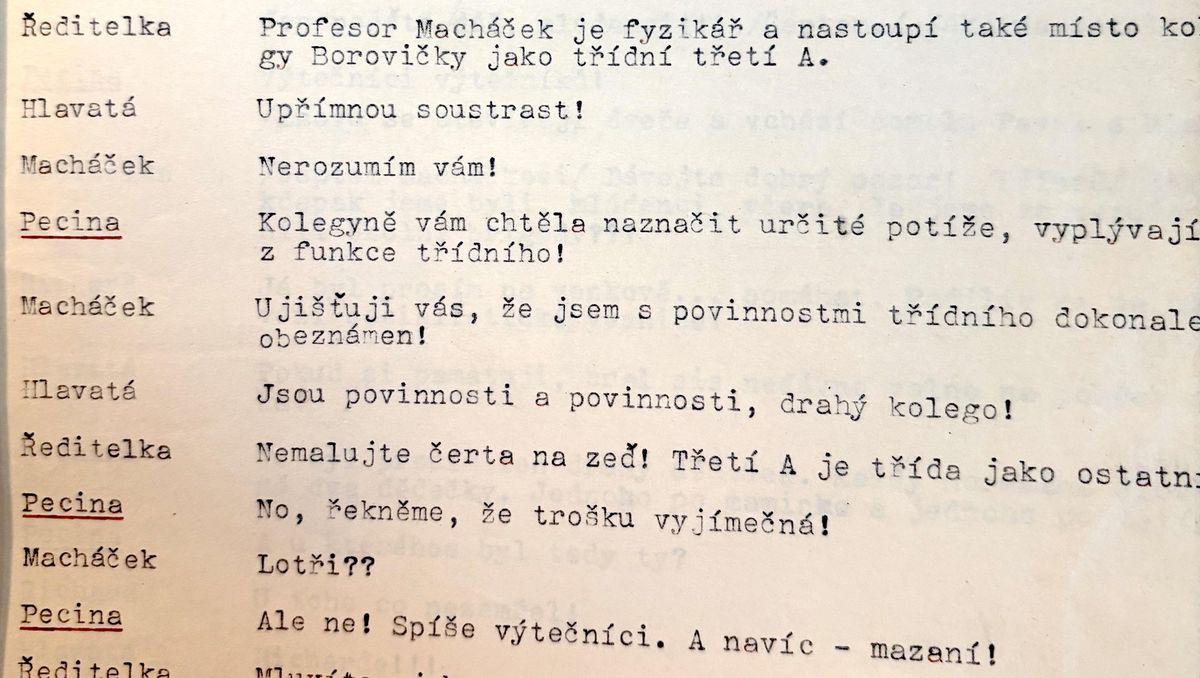 Ředitelka Profesor Macháček je fyzikář a nastoupí také místo ko
gy Borovičky jako třídní třetí A.
Hlavatá Upřímnou soustrast!
Macháček Nerozumím vám!
Pecina Kolegyně vám chtěla naznačit určité potíže, vyplývají
z funkce třídního!
Macháček Ujišťuji vás, že jsem s povinnostmi třídního dokonale
obeznámen!
Hlavatá Jsou povinnosti a povinnosti, drahý kolego!
Ředitelka Nemalujte čerta na zeď! Třetí A je třída jako ostatní
Pecina No, řekněme, že trošku vyjímečná!
Macháček Lotři??
Pecina Ale ne! Spíše výtečníci. A navíc - mazaní!
Ředitelka